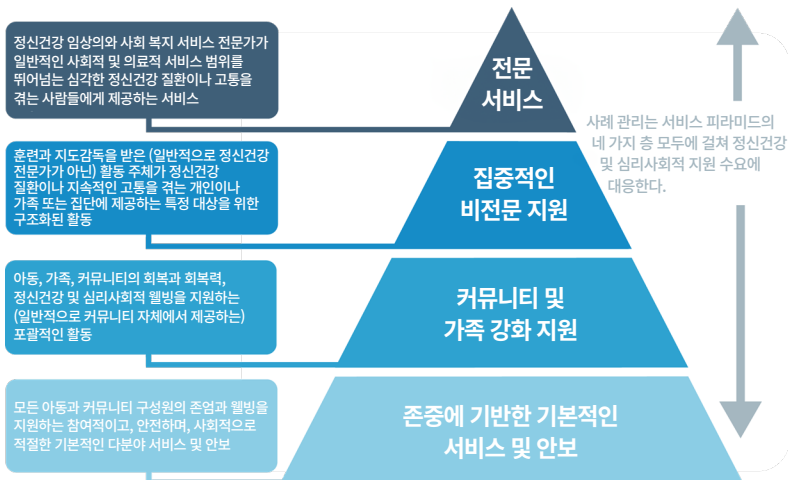 정신건강 임상의와 사회 복지 서비스 전문가가
일반적인 사회적 및 의료적 서비스 범위를
뛰어넘는 심각한 정신건강 질환이나 고통을
겪는 사람들에게 제공하는 서비스
전문
서비스
사례 관리는 서비스 피라미드의
네 가지 층 모두에 걸쳐 정신건강
및 심리사회적 지원 수요에
대응한다.
훈련과 지도감독을 받은 (일반적으로 정신건강
전문가가 아닌) 활동 주체가 정신건강
질환이나 지속적인 고통을 겪는 개인이나
가족 또는 집단에 제공하는 특정 대상을 위한
구조화된 활동
집중적인
비전문 지원
아동, 가족, 커뮤니티의 회복과 회복력,
정신건강 및 심리사회적 웰빙을 지원하는
(일반적으로 커뮤니티 자체에서 제공하는)
포괄적인 활동
커뮤니티 및
가족 강화 지원
모든 아동과 커뮤니티 구성원의 존엄과 웰빙을
지원하는 참여적이고, 안전하며, 사회적으로
적절한 기본적인 다분야 서비스 및 안보
존중에 기반한 기본적인
서비스 및 안보